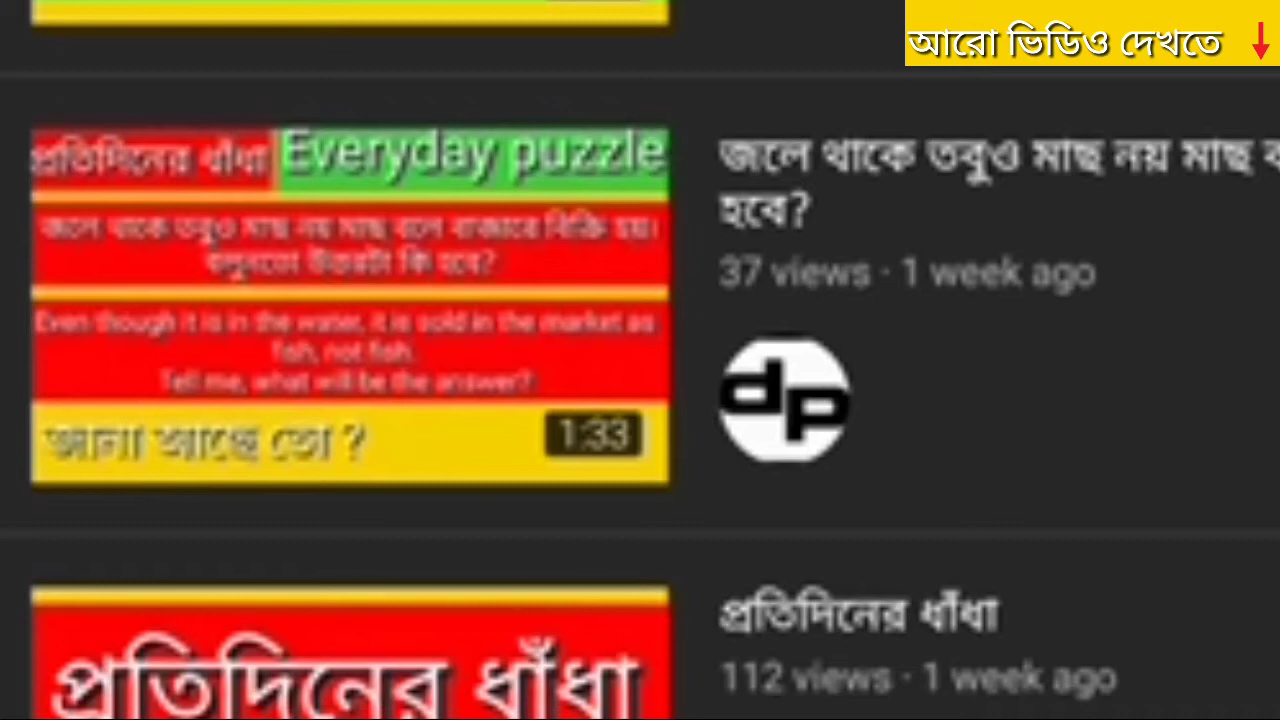 আরো ভিডিও দেখতে
প্রতিদিনের ধাঁধা Everyday puzzle
জলে থাকে তবুও মাছ নয় মাছ বলে বাজারে বিক্রি হয়।
বলুনতো উত্তরটা কি হবে?
Even though it is in the water, it is sold in the market as
fish, not fish.
Tell me, what will be the answer?
জানা আছে তো ?
1:33
জলে থাকে তবুও মাছ নয় মাছ
হবে?
37 views · 1 week ago
dp
প্রতিদিনের ধাঁধা
প্রতিদিনের ধাঁধা
112 views · 1 week ago